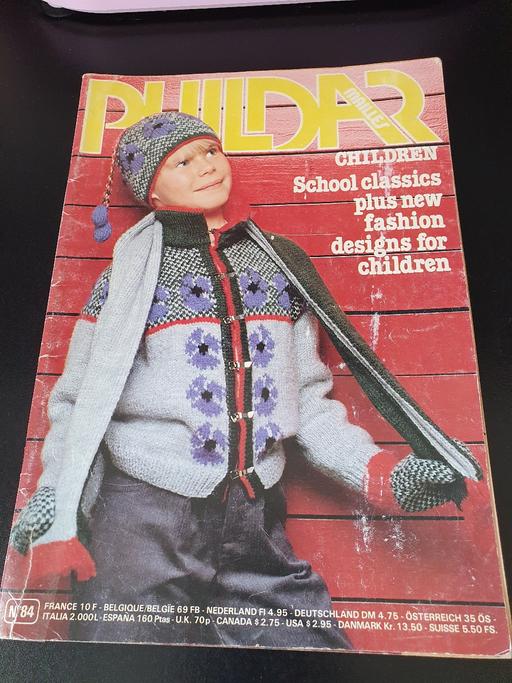 PHILDAR
MAILLES
CHILDREN
School classics
plus new
fashion
designs for
children
N°84
FRANCE 10 F - BELGIQUE/BELGÏE 69 FB - NEDERLAND Fl 4.95 - DEUTSCHLAND DM 4.75 - ÖSTERREICH 35 ÖS -
ITALIA 2.000L - ESPAÑA 160 Ptas - U.K. 70p - CANADA $ 2.75 - USA $ 2.95 - DANMARK Kr. 13.50 - SUISSE 5.50 FS.